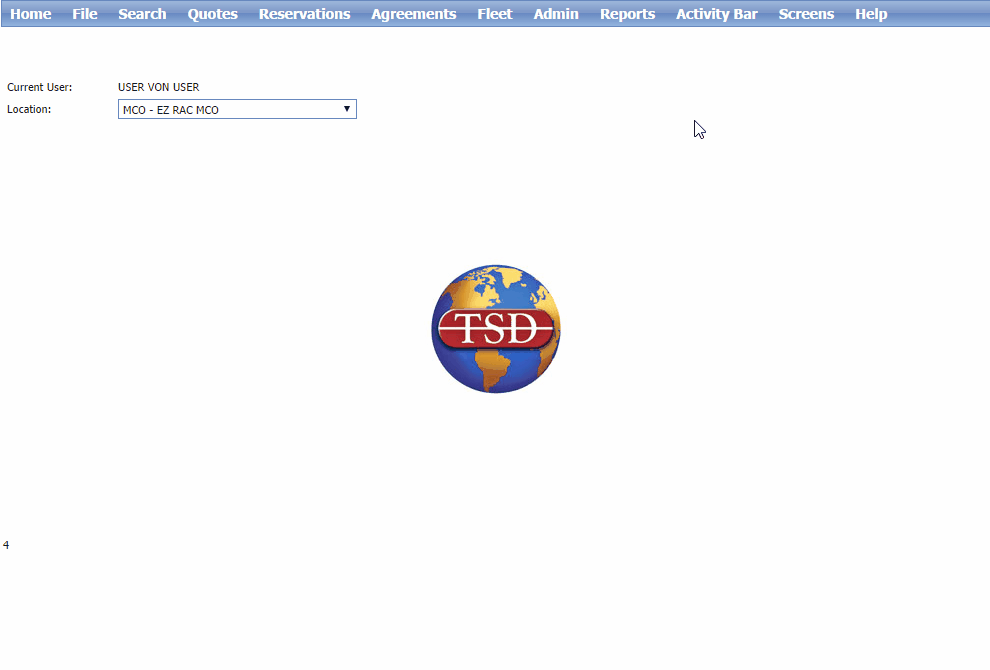 Home File Search Quotes Reservations Agreements Fleet Admin Reports Activity Bar Screens Help
Current User: USER VON USER
Location: MCO - EZ RAC MCO
TSD
4